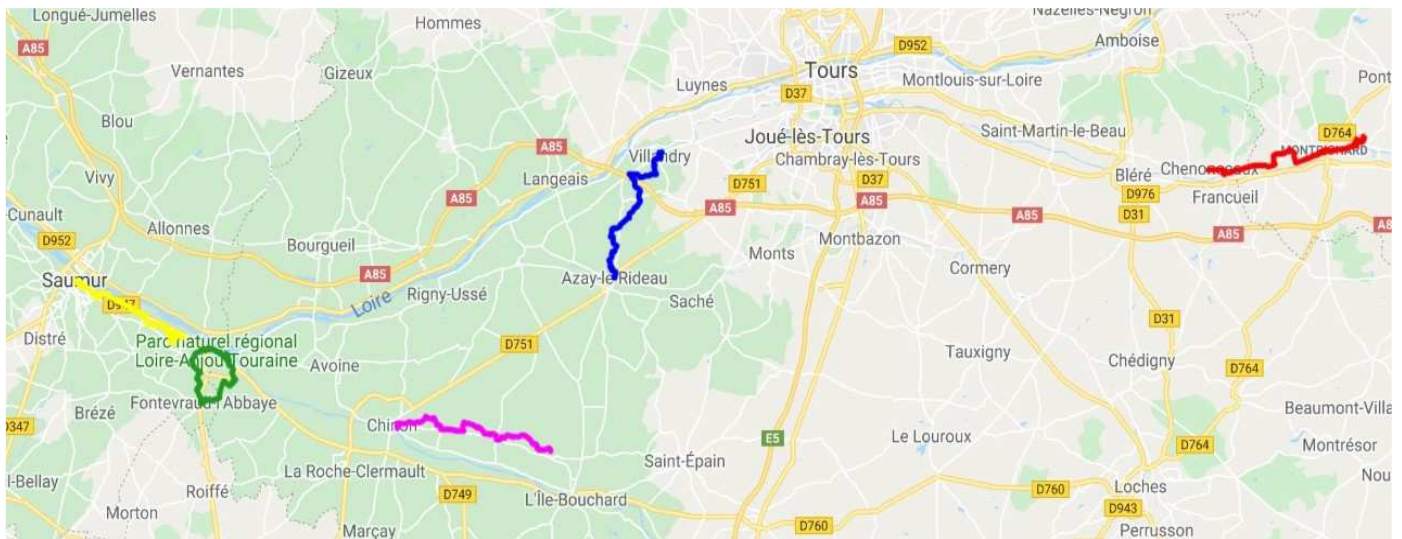 Longué-Jumelles
Hommes
Nazelles-Négron
A85
D952
Amboise
Vernantes
Gizeux
Tours
Luynes
Montlouis-sur-Loire
Pont
D37
Blou
Joué-lès-Tours
Saint-Martin-le-Beau
D764
A85
Villandry
Chambray-lès-Tours
MONTRICHARD
Vivy
Langeais
D751
D37
Bléré
Chenonceaux
A85
D976
Francueil
Cunault
A85
A85
A85
D31
A85
Allonnes
D952
Bourgueil
Monts
Montbazon
A85
Saumur
Azay-le-Rideau
Cormery
Loire
Rigny-Ussé
Saché
D947
D31
Distré
Parc naturel régional
Loire-Anjou-Touraine
D751
Tauxigny
Chédigny
Avoine
D764
Brézé
Fontevraud-l'Abbaye
Beaumont-Villa
D347
Chinon
E5
Le Louroux
D764
Montrésor
La Roche-Clermault
Saint-Épain
l-Bellay
Roiffé
Nou
D749
L'Île-Bouchard
D760
Loches
Morton
D943
Marçay
D760
Perrusson